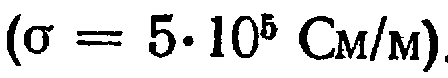 (σ = 5·10⁵ См/м)